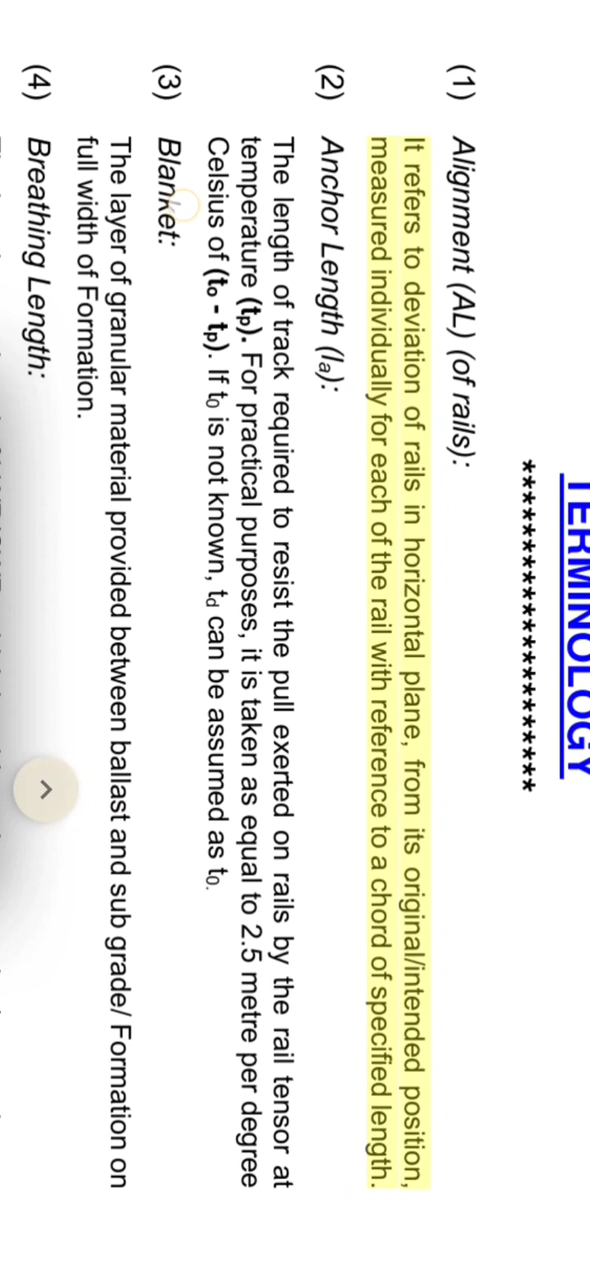 TERMINOLOGY
***********************
(1) Alignment (AL) (of rails):
It refers to deviation of rails in horizontal plane, from its original/intended position,
measured individually for each of the rail with reference to a chord of specified length.
(2) Anchor Length (la):
The length of track required to resist the pull exerted on rails by the rail tensor at
temperature (tp). For practical purposes, it is taken as equal to 2.5 metre per degree
Celsius of (to - tp). If to is not known, td can be assumed as to.
(3) Blanket:
The layer of granular material provided between ballast and sub grade/ Formation on
full width of Formation.
(4) Breathing Length: